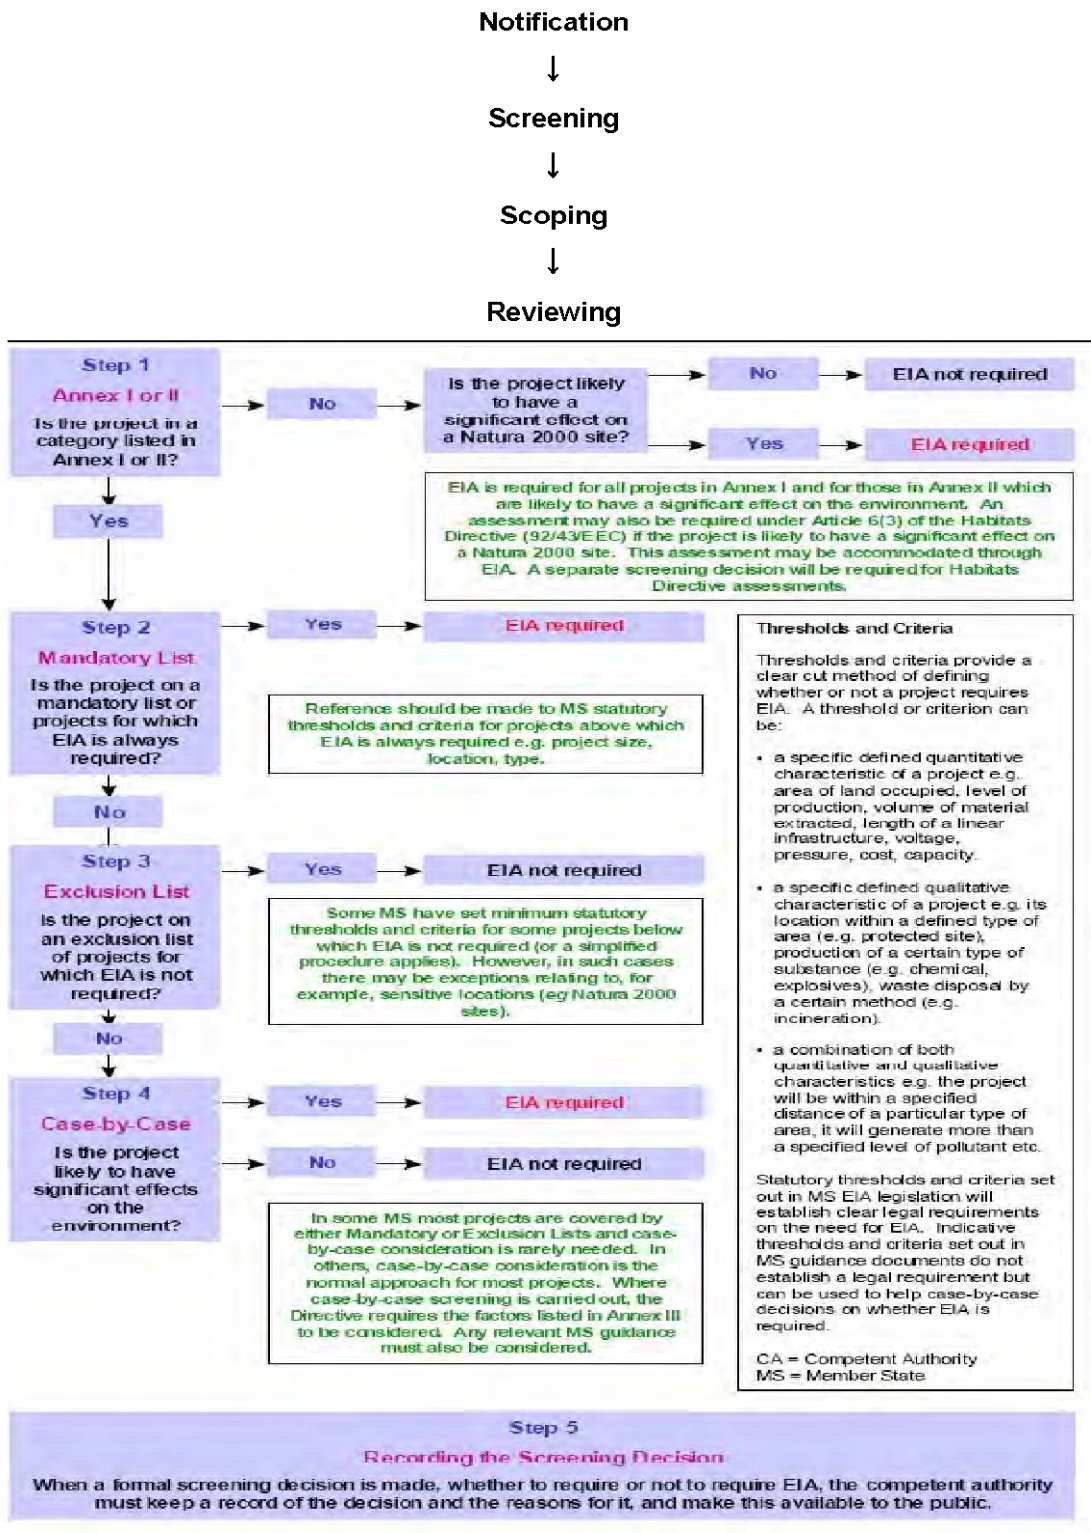 Notification
↓
Screening
↓
Scoping
↓
Reviewing
Step 1
Annex I or II
Is the project in a
category listed in
Annex I or II?
No
Is the project likely
to have a
significant effect on
a Natura 2000 site?
No
EIA not required
Yes
EIA required
EIA is required for all projects in Annex I and for those in Annex II which
are likely to have a significant effect on the environment. An
assessment may also be required under Article 6(3) of the Habitats
Directive (92/43/EEC) if the project is likely to have a significant effect on
a Natura 2000 site. This assessment may be accommodated through
EIA. A separate screening decision will be required for Habitats
Directive assessments.
Yes
Step 2
Mandatory List
Is the project on a
mandatory list or
projects for which
EIA is always
required?
Yes
EIA required
Reference should be made to MS statutory
thresholds and criteria for projects above which
EIA is always required e.g. project size,
location, type.
No
Step 3
Exclusion List
Is the project on
an exclusion list
of projects for
which EIA is not
required?
Yes
EIA not required
Some MS have set minimum statutory
thresholds and criteria for some projects below
which EIA is not required (or a simplified
procedure applies). However, in such cases
there may be exceptions relating to, for
example, sensitive locations (eg Natura 2000
sites).
No
Step 4
Case-by-Case
Is the project
likely to have
significant effects
on the
environment?
Yes
EIA required
No
EIA not required
In some MS most projects are covered by
either Mandatory or Exclusion Lists and case-
by-case consideration is rarely needed. In
others, case-by-case consideration is the
normal approach for most projects. Where
case-by-case screening is carried out, the
Directive requires the factors listed in Annex III
to be considered. Any relevant MS guidance
must also be considered.
Thresholds and Criteria
Thresholds and criteria provide a
clear cut method of defining
whether or not a project requires
EIA. A threshold or criterion can
be:
• a specific defined quantitative
characteristic of a project e.g.
area of land occupied, level of
production, volume of material
extracted, length of a linear
infrastructure, voltage,
pressure, cost, capacity.
• a specific defined qualitative
characteristic of a project e.g. its
location within a defined type of
area (e.g. protected site),
production of a certain type of
substance (e.g. chemical,
explosives), waste disposal by
a certain method (e.g.
incineration).
• a combination of both
quantitative and qualitative
characteristics e.g. the project
will be within a specified
distance of a particular type of
area, it will generate more than
a specified level of pollutant etc.
Statutory thresholds and criteria set
out in MS EIA legislation will
establish clear legal requirements
on the need for EIA. Indicative
thresholds and criteria set out in
MS guidance documents do not
establish a legal requirement but
can be used to help case-by-case
decisions on whether EIA is
required.
CA = Competent Authority
MS = Member State
Step 5
Recording the Screening Decision
When a formal screening decision is made, whether to require or not to require EIA, the competent authority
must keep a record of the decision and the reasons for it, and make this available to the public.